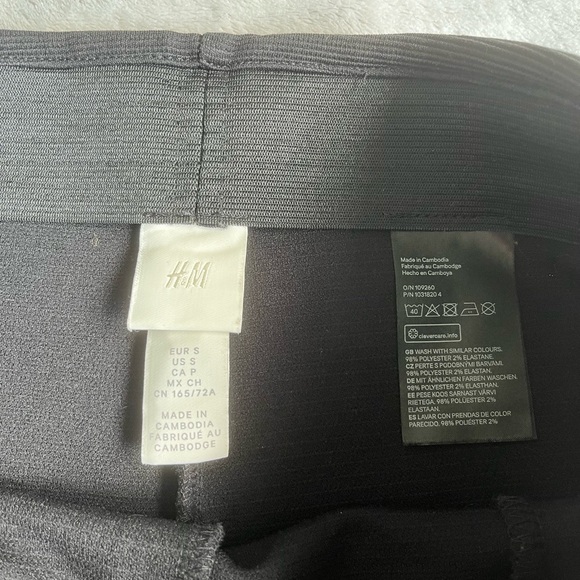 H&M
EUR S
US S
CA P
MX CH
CN 165/72A
MADE IN
CAMBODIA
FABRIQUÉ AU
CAMBODGE
Made in Cambodia
Fabriqué au Cambodge
Hecho en Camboya
O/N 109260
P/N 1031820 4
40
clevercare.info
GB WASH WITH SIMILAR COLOURS.
98% POLYESTER 2% ELASTANE.
CZ PERTE S PODOBNÝMI BARVAMI.
98% POLYESTER 2% ELASTAN.
DE MIT ÄHNLICHEN FARBEN WASCHEN.
98% POLYESTER 2% ELASTHAN.
EE PESE KOOS SARNAST VÄRVI
RIIETEGA. 98% POLÜESTER 2%
ELASTAAN.
ES LAVAR CON PRENDAS DE COLOR
PARECIDO. 98% POLIÉSTER 2%